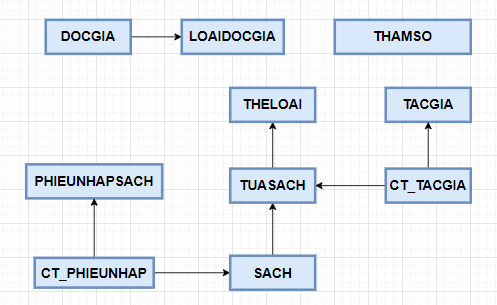 DOCGIA
LOAIDOCGIA
THAMSO
THELOAI
TACGIA
PHIEUNHAPSACH
TUASACH
CT_TACGIA
CT_PHIEUNHAP
SACH